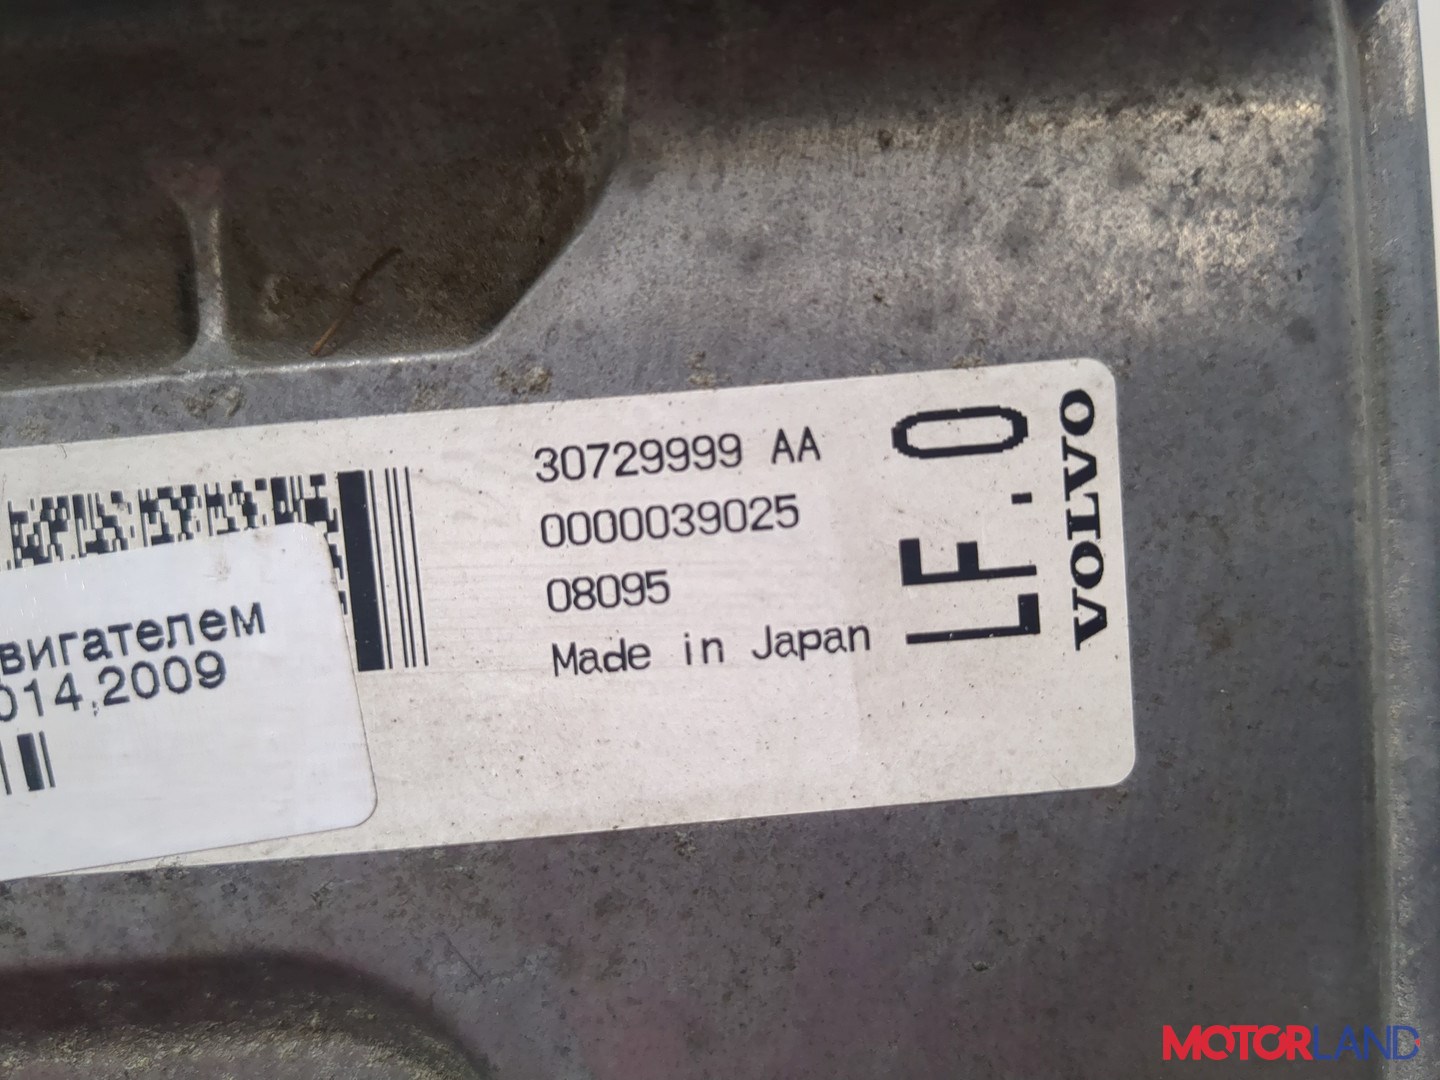 30729999 AA
0000039025
08095
Made in Japan
LF.0
VOLVO
вигателем
014,2009
MOTORLAND